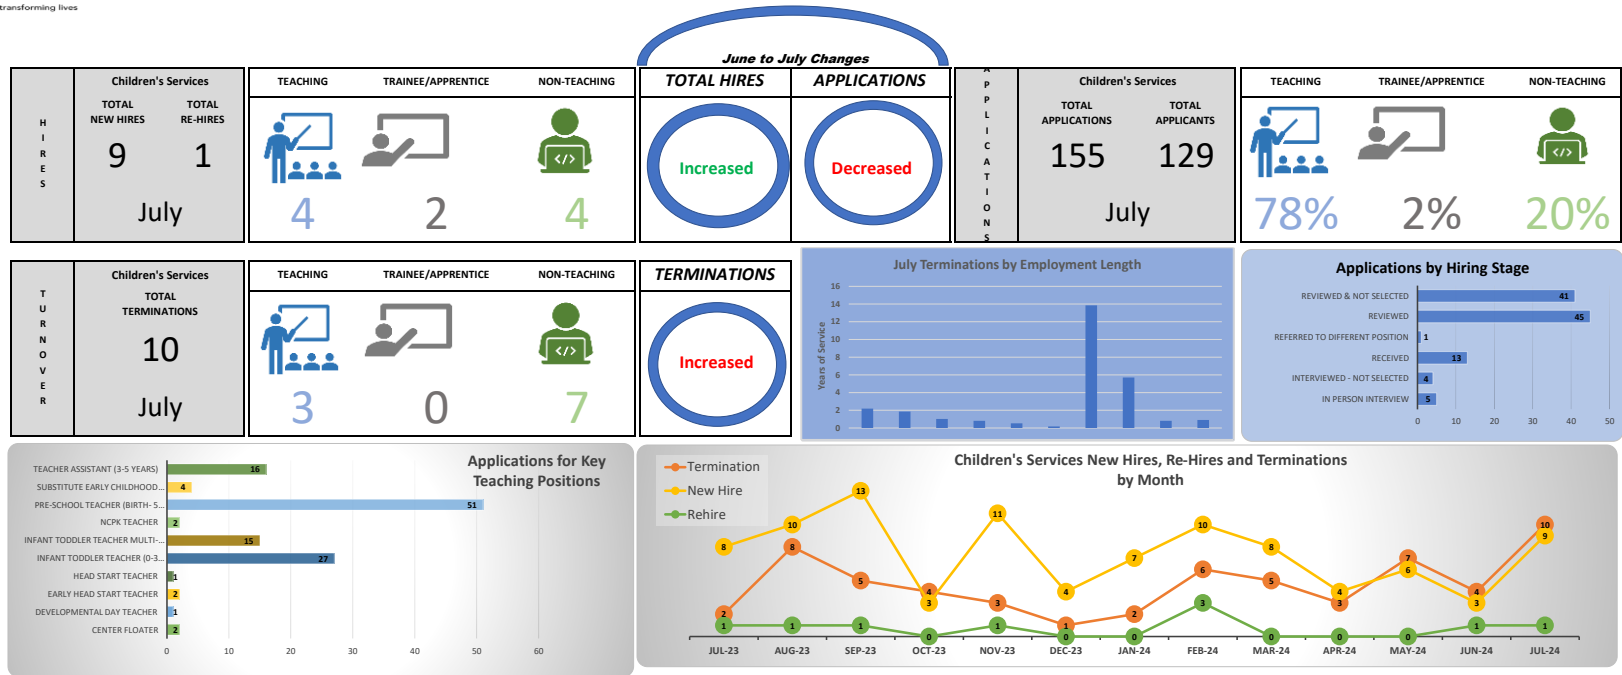 transforming lives
June to July Changes
H
I
R
E
S
Children's Services
TOTAL
NEW HIRES
TOTAL
RE-HIRES
9
1
July
TEACHING
TRAINEE/APPRENTICE
NON-TEACHING
</>
4
2
4
TOTAL HIRES
APPLICATIONS
Increased
Decreased
A
P
P
L
I
C
A
T
I
O
N
S
Children's Services
TOTAL
APPLICATIONS
TOTAL
APPLICANTS
155
129
July
TEACHING
TRAINEE/APPRENTICE
NON-TEACHING
</>
78%
2%
20%
T
U
R
N
O
V
E
R
Children's Services
TOTAL
TERMINATIONS
10
July
TEACHING
TRAINEE/APPRENTICE
NON-TEACHING
</>
3
0
7
TERMINATIONS
Increased
July Terminations by Employment Length
Years of Service
16
14
12
10
8
6
4
2
0
Applications by Hiring Stage
REVIEWED & NOT SELECTED 41
REVIEWED 45
REFERRED TO DIFFERENT POSITION 1
RECEIVED 13
INTERVIEWED - NOT SELECTED 4
IN PERSON INTERVIEW 5
0 10 20 30 40 50
Applications for Key
Teaching Positions
TEACHER ASSISTANT (3-5 YEARS) 16
SUBSTITUTE EARLY CHILDHOOD... 4
PRE-SCHOOL TEACHER (BIRTH- 5... 51
NCPK TEACHER 2
INFANT TODDLER TEACHER MULTI-... 15
INFANT TODDLER TEACHER (0-3... 27
HEAD START TEACHER 1
EARLY HEAD START TEACHER 2
DEVELOPMENTAL DAY TEACHER 1
CENTER FLOATER 2
0 10 20 30 40 50 60
Children's Services New Hires, Re-Hires and Terminations
by Month
Termination
New Hire
Rehire
8 10 13 3 11 4 7 10 8 4 6 3 9
2 8 5 4 3 1 2 6 5 3 7 4 10
1 1 1 0 1 0 0 3 0 0 0 1 1
JUL-23 AUG-23 SEP-23 OCT-23 NOV-23 DEC-23 JAN-24 FEB-24 MAR-24 APR-24 MAY-24 JUN-24 JUL-24